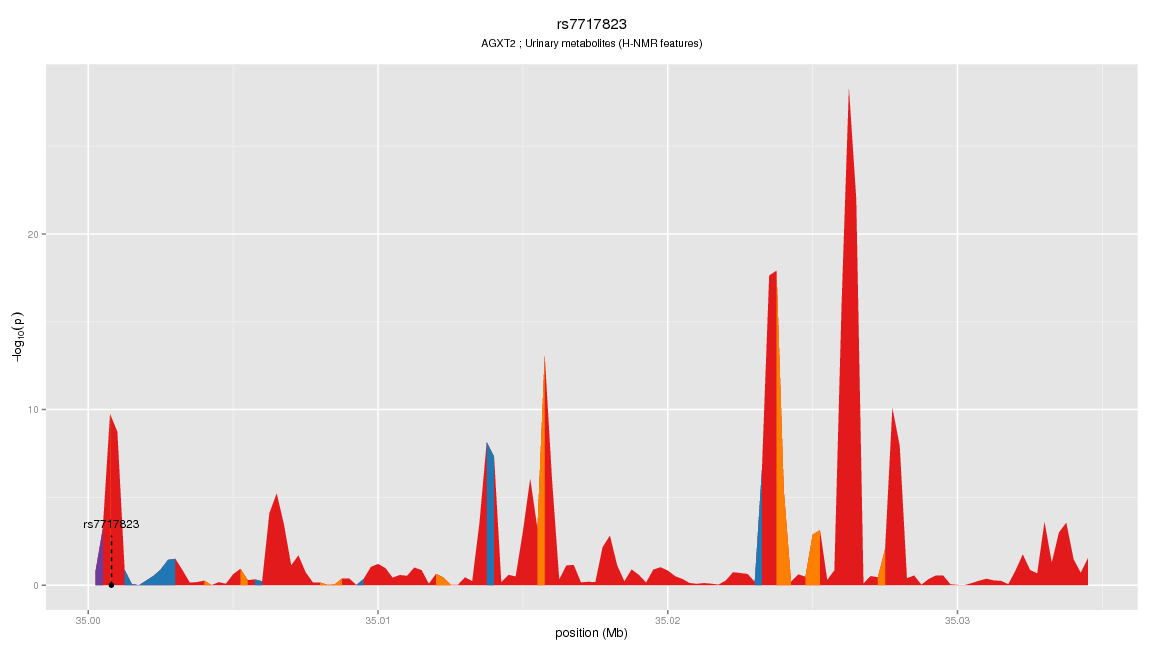 rs7717823
AGXT2 ; Urinary metabolites (H-NMR features)
−log10(p)
20
10
0
rs7717823
35.00 35.01 35.02 35.03
position (Mb)